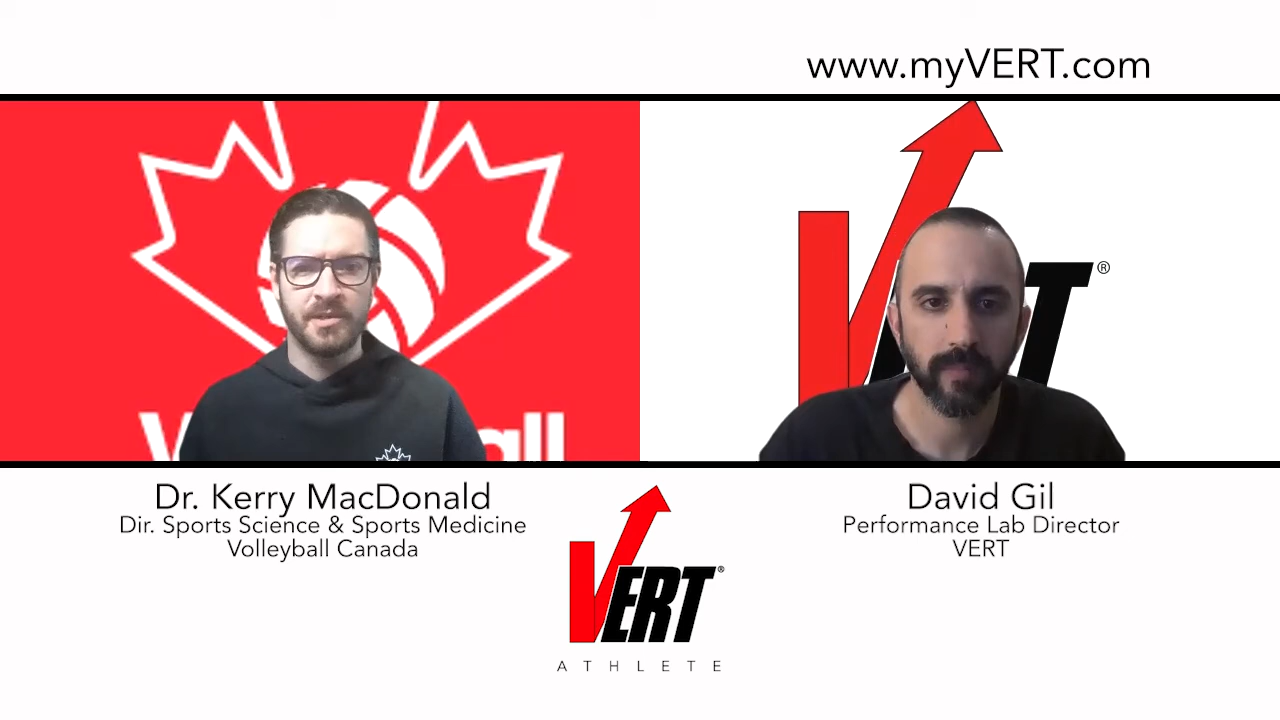 www.myVERT.com
VERT®
Dr. Kerry MacDonald
Dir. Sports Science & Sports Medicine
Volleyball Canada
David Gil
Performance Lab Director
VERT
VERT®
ATHLETE